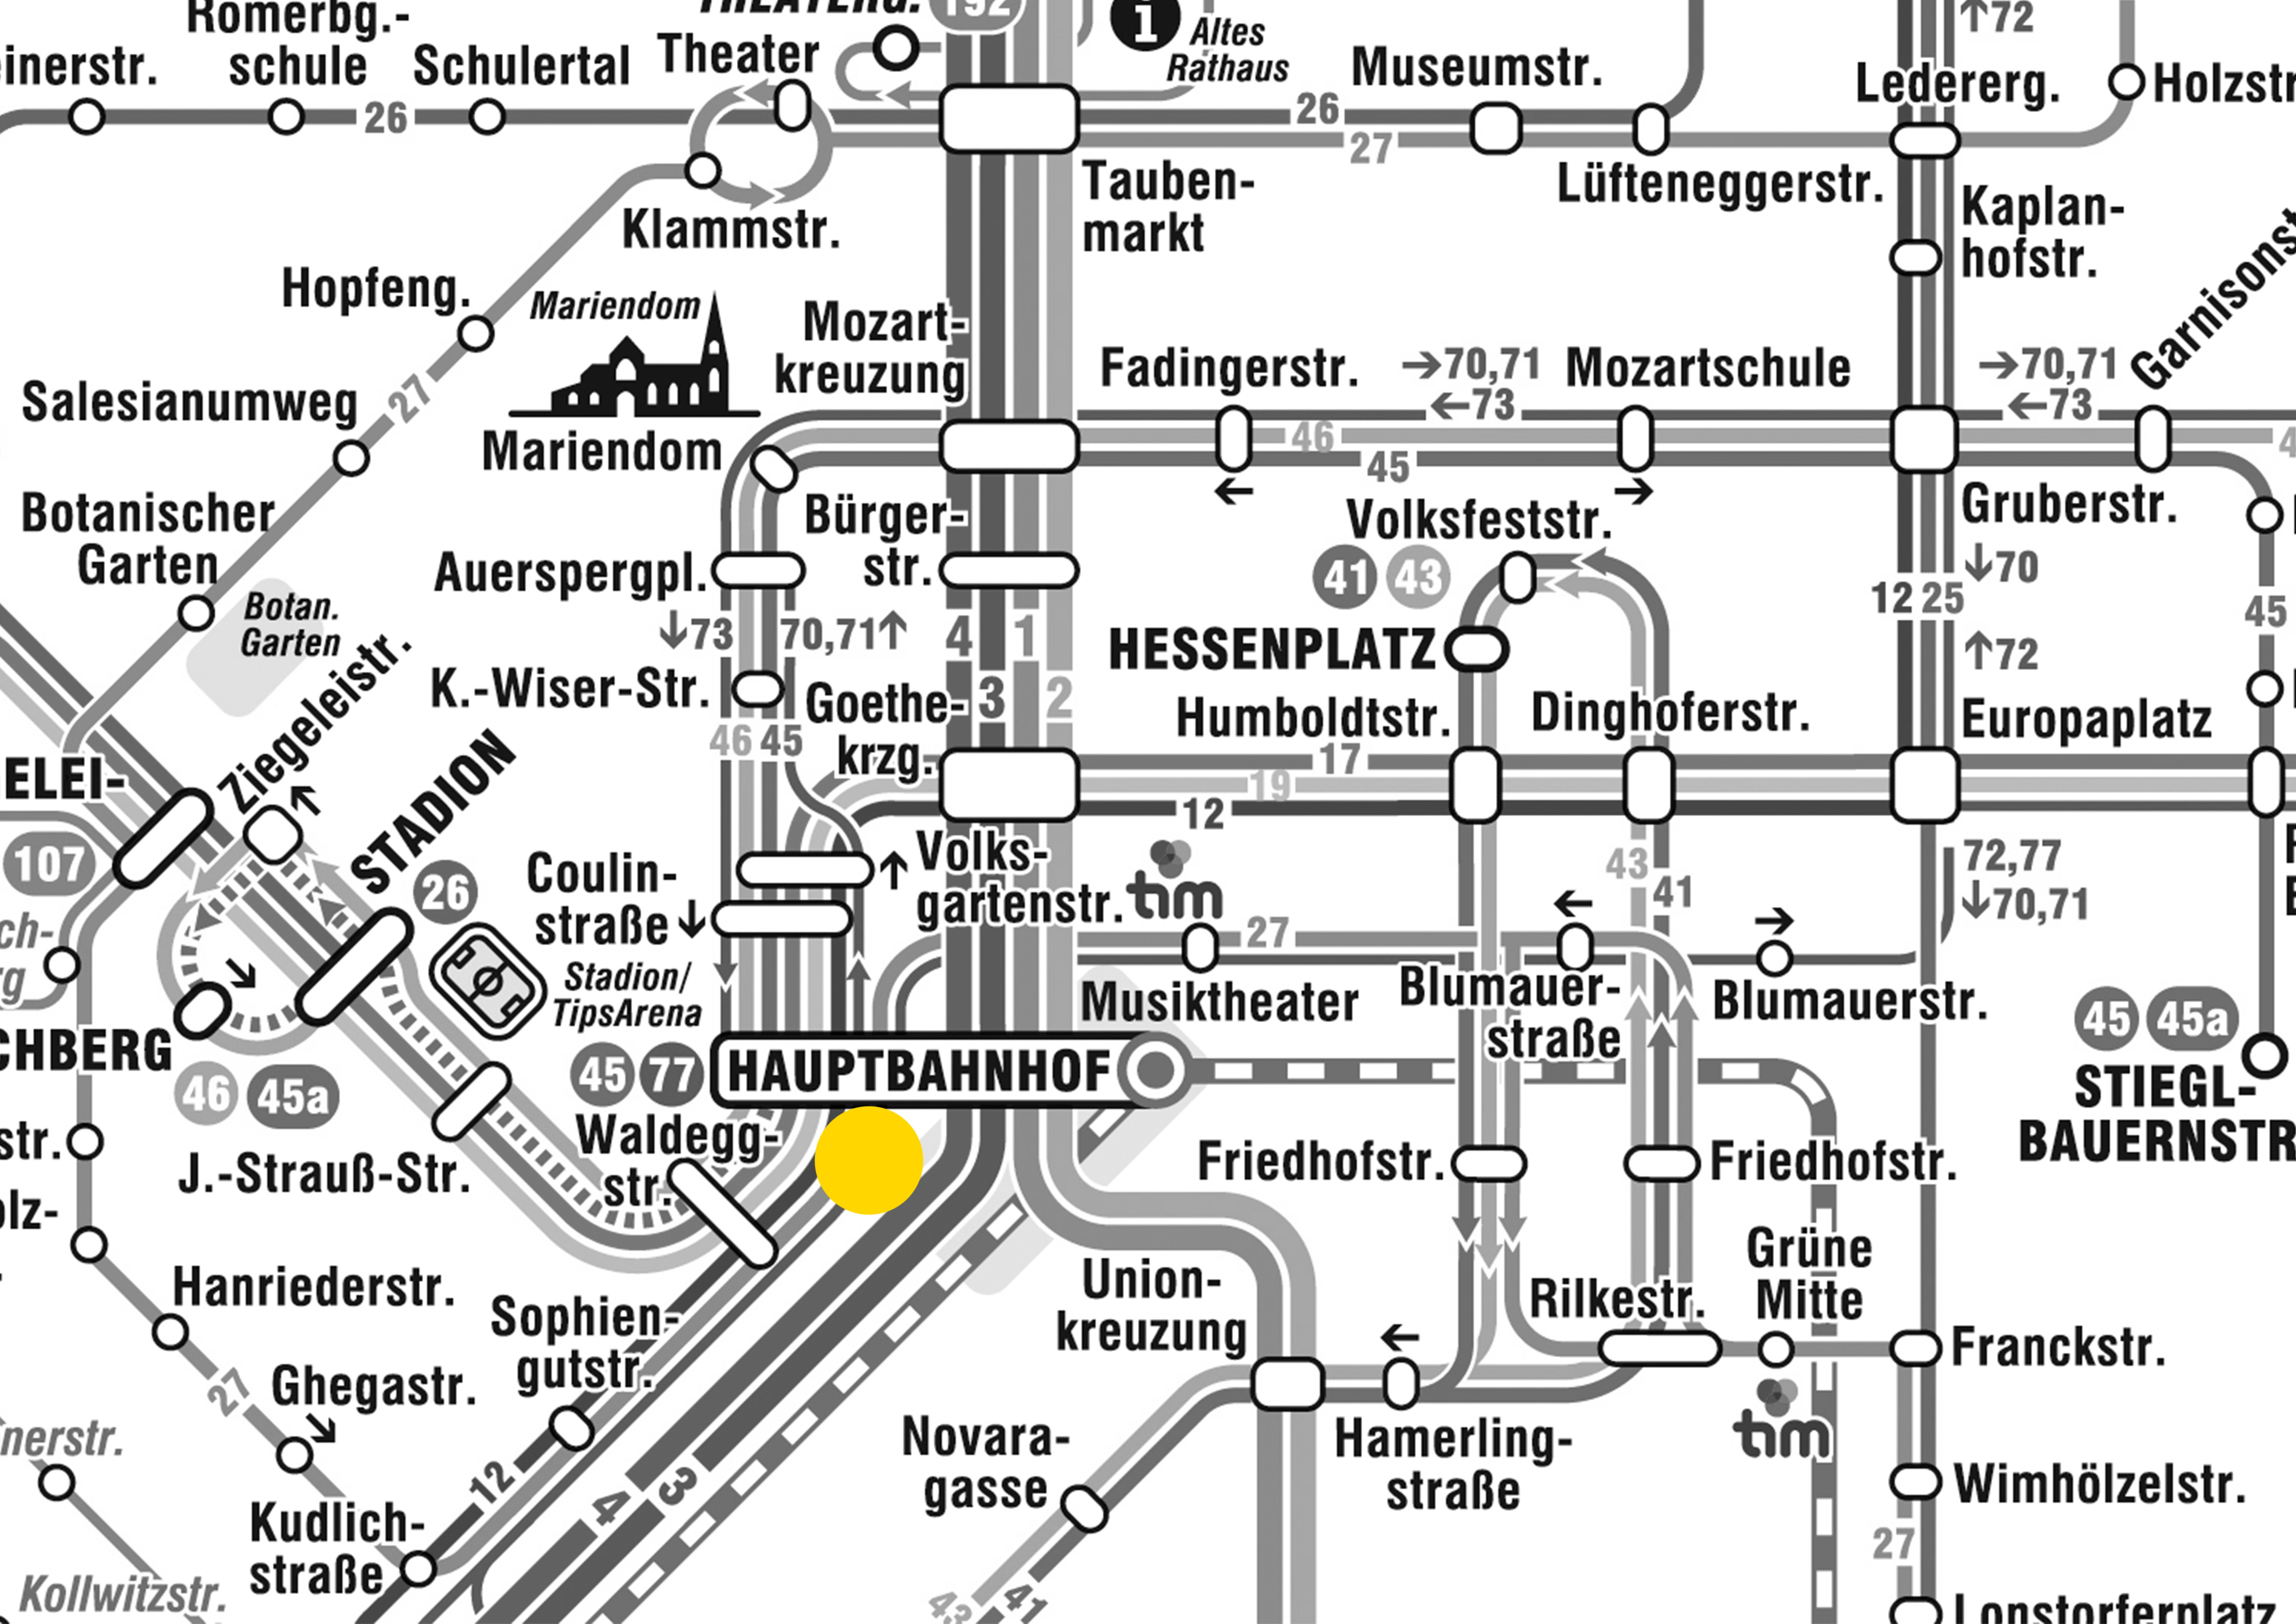 Römerbg.-
schule
Schulertal
Theater
192
i
Altes
Rathaus
Museumstr.
↑72
Lederergr.
Holzstr
26
26
27
Tauben-
markt
Lüfteneggerstr.
Kaplan-
hofstr.
Klammstr.
Hopfeng.
Mariendom
Mozart-
kreuzung
Fadingerstr.
→70,71
←73
Mozartschule
→70,71
←73
Salesianumweg
27
Mariendom
46
45
←
→
Botanischer
Garten
Botan.
Garten
Bürger-
str.
Volksfeststr.
Gruberstr.
↓70
Auerspergpl.
41 43
12 25
45
↓73
70,71↑
4
1
3
2
HESSENPLATZ
↑72
Ziegeleistr.
K.-Wiser-Str.
Goethe-
krzg.
Humboldtstr.
Dinghoferstr.
Europaplatz
46 45
17
19
12
STADION
107
26
Coulin-
straße↓
↑
Volks-
gartenstr.
tim
43
41
72,77
↓70,71
27
←
→
Stadion/
TipsArena
Musiktheater
Blumauer-
straße
Blumauerstr.
CHBERG
46 45a
45 77
HAUPTBAHNHOF
45 45a
STIEGL-
BAUERNSTR
J.-Strauß-Str.
Waldegg-
str.
Friedhofstr.
Friedhofstr.
Hanriederstr.
Sophien-
gutstr.
Union-
kreuzung
←
Rilkestr.
Grüne
Mitte
Franckstr.
27
Ghegastr.
Novara-
gasse
Hamerling-
straße
tim
Wimhölzelstr.
12
4
3
Kudlich-
straße
27
Kollwitzstr.
43
41
Lonstorferplatz